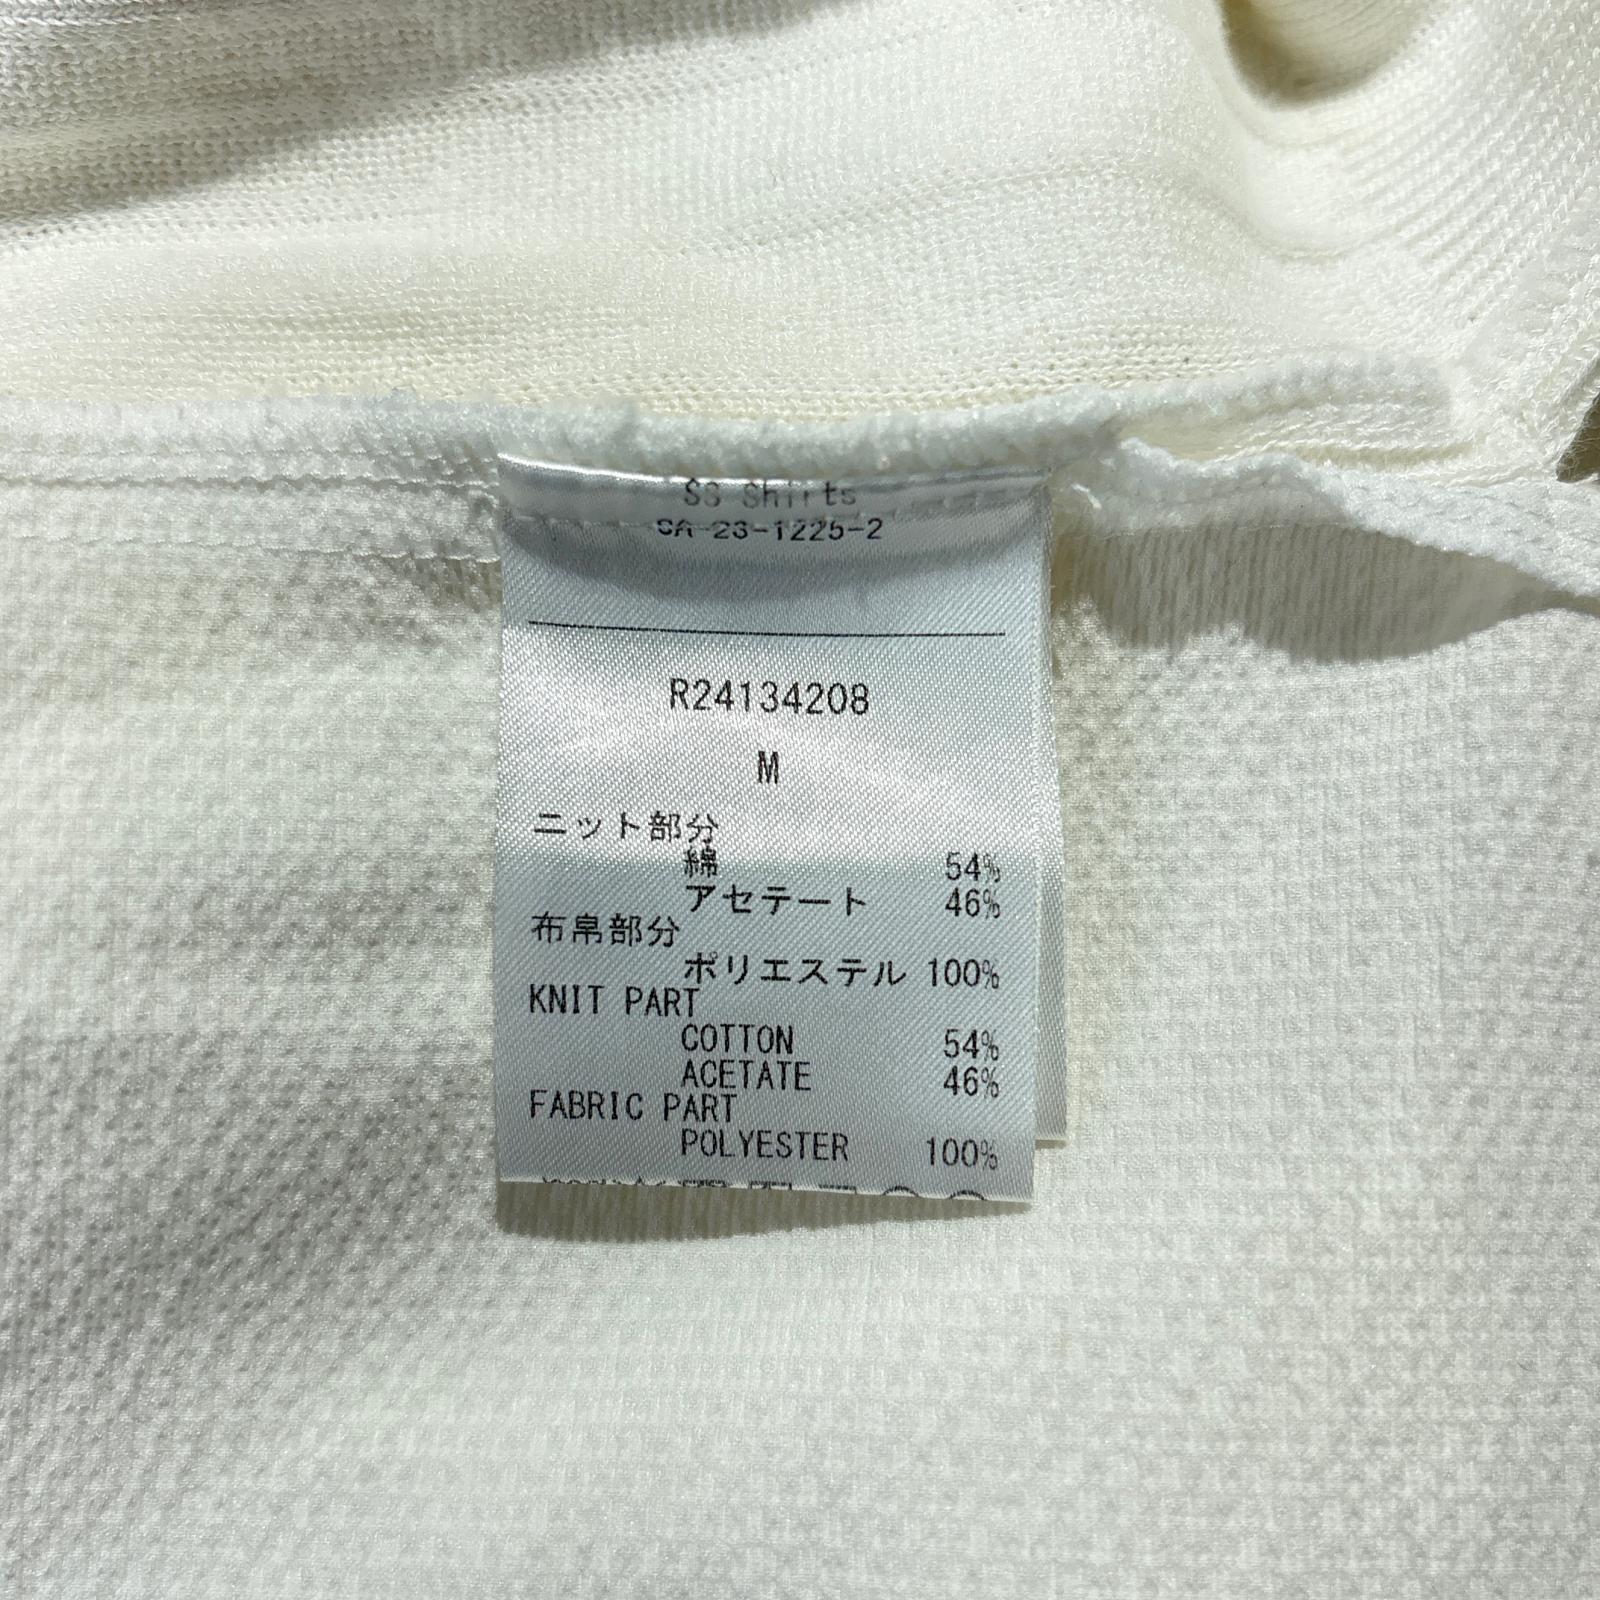 SS Shirts
CA-23-1225-2
R24134208
M
ニット部分
綿 54%
アセテート 46%
布帛部分
ポリエステル 100%
KNIT PART
COTTON 54%
ACETATE 46%
FABRIC PART
POLYESTER 100%